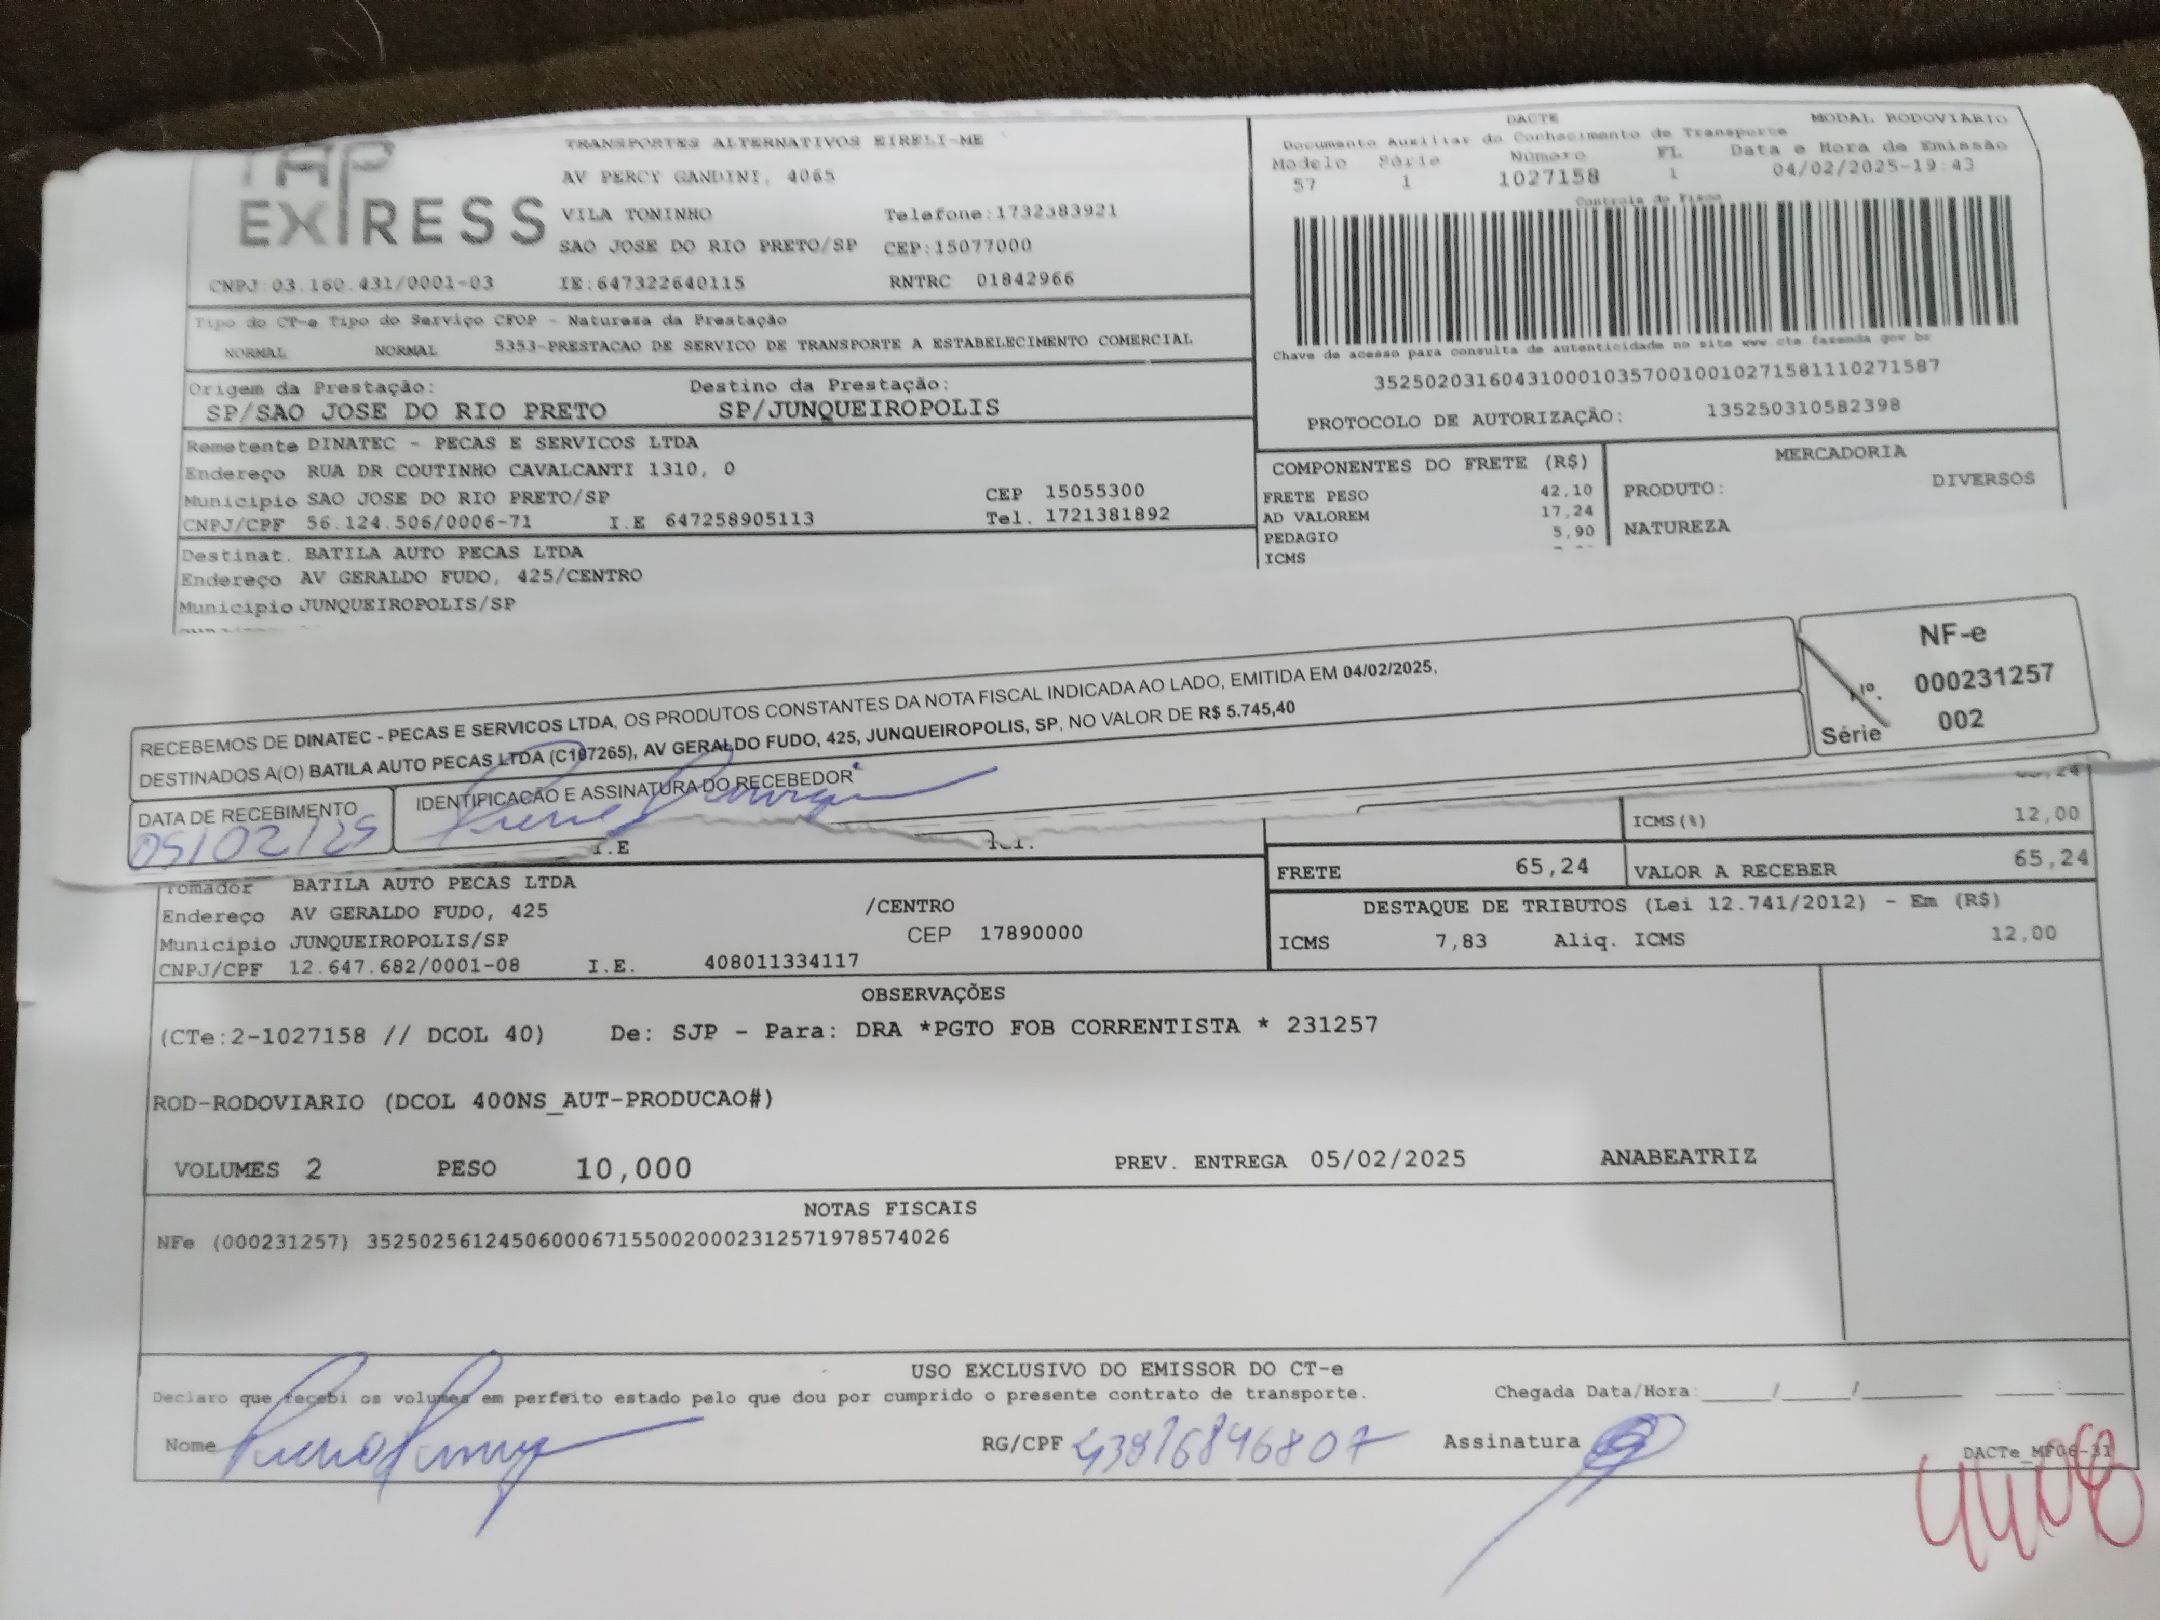 TAP
EXPRESS
TRANSPORTES ALTERNATIVOS EIRELI-ME
AV PERCY GANDINI, 4065
VILA TONINHO Telefone:1732383921
SAO JOSE DO RIO PRETO/SP CEP:15077000
CNPJ:03.160.431/0001-03 IE:647322640115 RNTRC 01842966
DACTE MODAL RODOVIÁRIO
Documento Auxiliar do Conhecimento de Transporte
Modelo Série Número FL Data e Hora de Emissão
57 1 1027158 1 04/02/2025-19:43
Controle do Fisco
Chave de acesso para consulta de autenticidade no site www.cte.fazenda.gov.br
35250203160431000103570010010271581110271587
PROTOCOLO DE AUTORIZAÇÃO: 135250310582398
Tipo do CT-e Tipo do Serviço CFOP - Natureza da Prestação
NORMAL NORMAL 5353-PRESTACAO DE SERVICO DE TRANSPORTE A ESTABELECIMENTO COMERCIAL
Origem da Prestação: Destino da Prestação:
SP/SAO JOSE DO RIO PRETO SP/JUNQUEIROPOLIS
Remetente DINATEC - PECAS E SERVICOS LTDA
Endereço RUA DR COUTINHO CAVALCANTI 1310, 0
Municipio SAO JOSE DO RIO PRETO/SP CEP 15055300
CNPJ/CPF 56.124.506/0006-71 I.E 647258905113 Tel. 1721381892
COMPONENTES DO FRETE (R$)
FRETE PESO 42,10
AD VALOREM 17,24
PEDAGIO 5,90
ICMS
MERCADORIA
PRODUTO: DIVERSOS
NATUREZA
Destinat. BATILA AUTO PECAS LTDA
Endereço AV GERALDO FUDO, 425/CENTRO
Municipio JUNQUEIROPOLIS/SP
RECEBEMOS DE DINATEC - PECAS E SERVICOS LTDA, OS PRODUTOS CONSTANTES DA NOTA FISCAL INDICADA AO LADO, EMITIDA EM 04/02/2025,
DESTINADOS A(O) BATILA AUTO PECAS LTDA (C107265), AV GERALDO FUDO, 425, JUNQUEIROPOLIS, SP, NO VALOR DE R$ 5.745,40
DATA DE RECEBIMENTO IDENTIFICACÃO E ASSINATURA DO RECEBEDOR
05/02/25
NF-e
Nº. 000231257
Série 002
I.E
ICMS(%) 12,00
FRETE 65,24 VALOR A RECEBER 65,24
Tomador BATILA AUTO PECAS LTDA
Endereço AV GERALDO FUDO, 425 /CENTRO
Municipio JUNQUEIROPOLIS/SP CEP 17890000
CNPJ/CPF 12.647.682/0001-08 I.E. 408011334117
DESTAQUE DE TRIBUTOS (Lei 12.741/2012) - Em (R$)
ICMS 7,83 Aliq. ICMS 12,00
OBSERVAÇÕES
(CTe:2-1027158 // DCOL 40) De: SJP - Para: DRA *PGTO FOB CORRENTISTA * 231257
ROD-RODOVIARIO (DCOL 400NS_AUT-PRODUCAO#)
VOLUMES 2 PESO 10,000 PREV. ENTREGA 05/02/2025 ANABEATRIZ
NOTAS FISCAIS
NFe (000231257) 35250256124506000671550020002312571978574026
USO EXCLUSIVO DO EMISSOR DO CT-e
Declaro que recebi os volumes em perfeito estado pelo que dou por cumprido o presente contrato de transporte. Chegada Data/Hora:____/____/____ ____:____
Nome RG/CPF 43816846807 Assinatura
DACTe_MF06-31